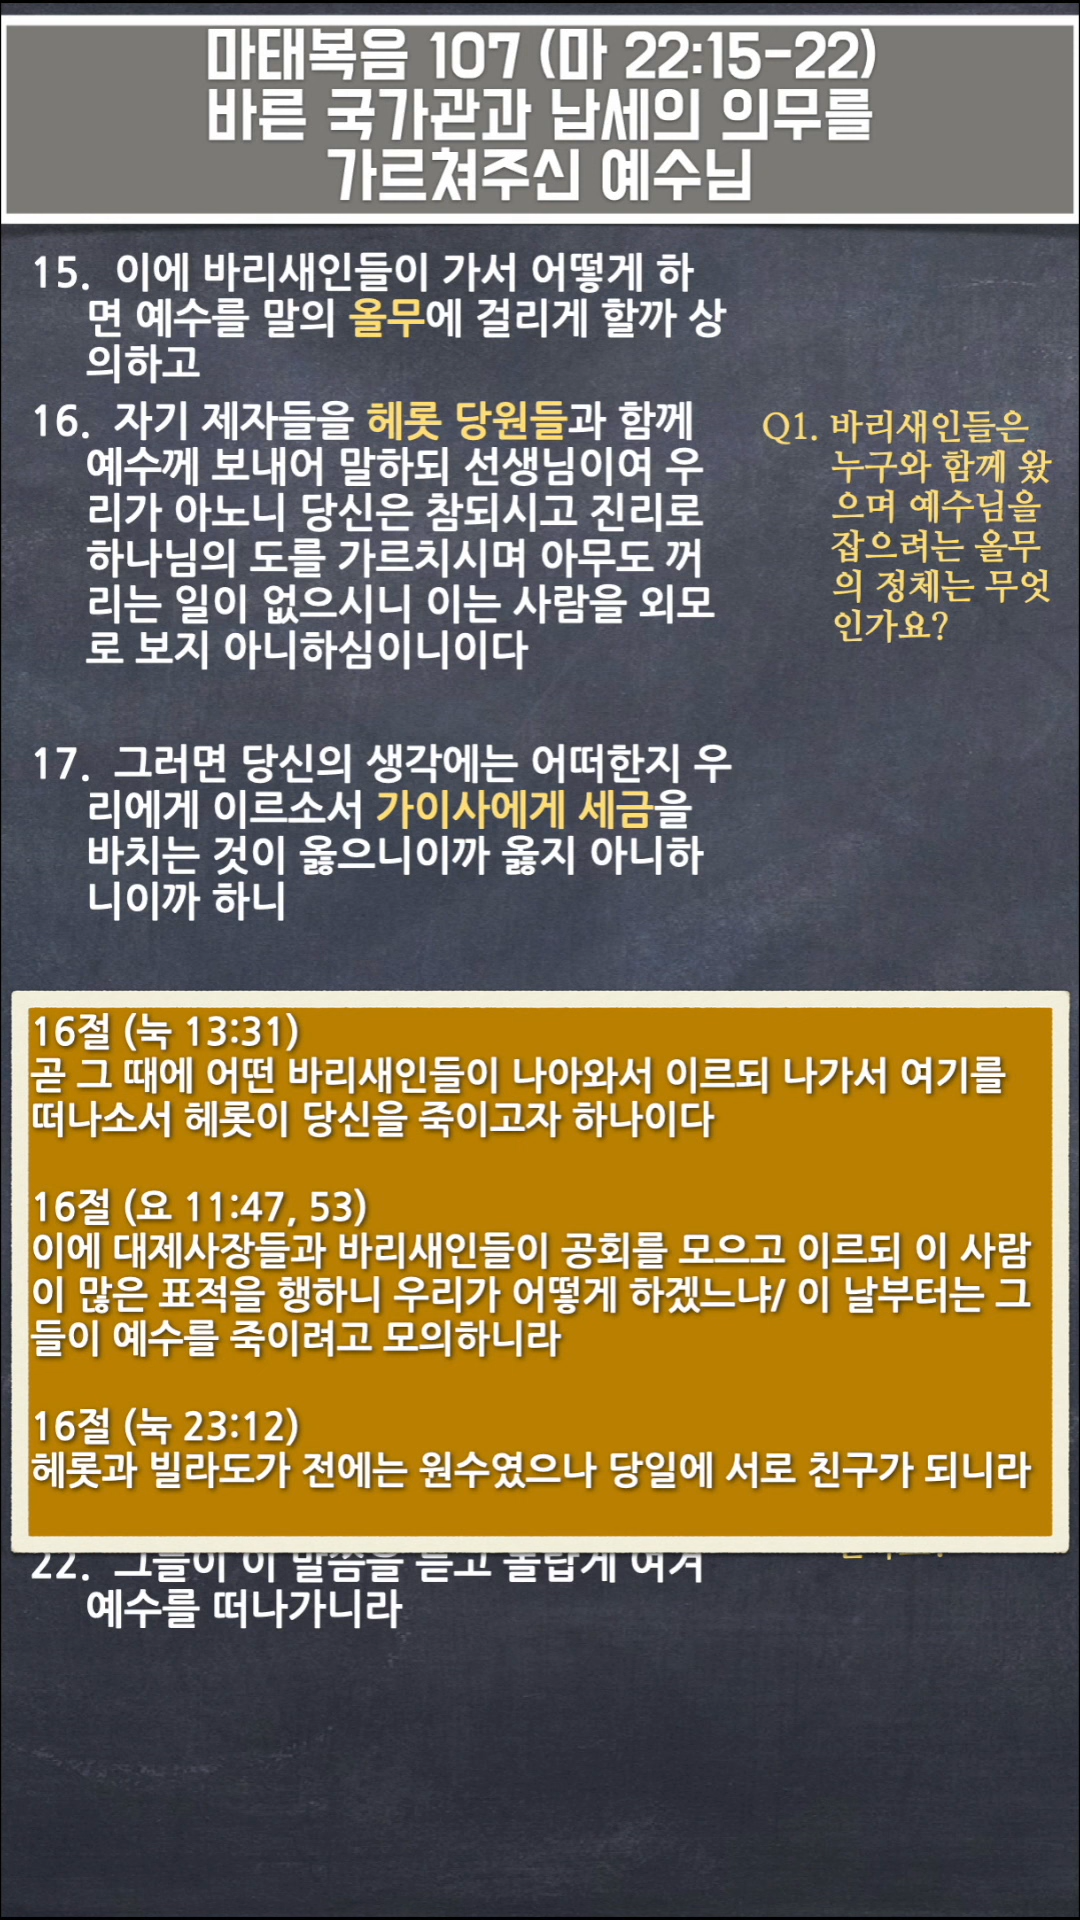 마태복음 107 (마 22:15-22)
바른 국가관과 납세의 의무를
가르쳐주신 예수님
15. 이에 바리새인들이 가서 어떻게 하
면 예수를 말의 올무에 걸리게 할까 상
의하고
16. 자기 제자들을 헤롯 당원들과 함께
예수께 보내어 말하되 선생님이여 우
리가 아노니 당신은 참되시고 진리로
하나님의 도를 가르치시며 아무도 꺼
리는 일이 없으시니 이는 사람을 외모
로 보지 아니하심이니이다
Q1. 바리새인들은
누구와 함께 왔
으며 예수님을
잡으려는 올무
의 정체는 무엇
인가요?
17. 그러면 당신의 생각에는 어떠한지 우
리에게 이르소서 가이사에게 세금을
바치는 것이 옳으니이까 옳지 아니하
니이까 하니
16절 (눅 13:31)
곧 그 때에 어떤 바리새인들이 나아와서 이르되 나가서 여기를
떠나소서 헤롯이 당신을 죽이고자 하나이다
16절 (요 11:47, 53)
이에 대제사장들과 바리새인들이 공회를 모으고 이르되 이 사람
이 많은 표적을 행하니 우리가 어떻게 하겠느냐/ 이 날부터는 그
들이 예수를 죽이려고 모의하니라
16절 (눅 23:12)
헤롯과 빌라도가 전에는 원수였으나 당일에 서로 친구가 되니라
22. 그들이 이 말씀을 듣고 놀랍게 여겨
예수를 떠나가니라